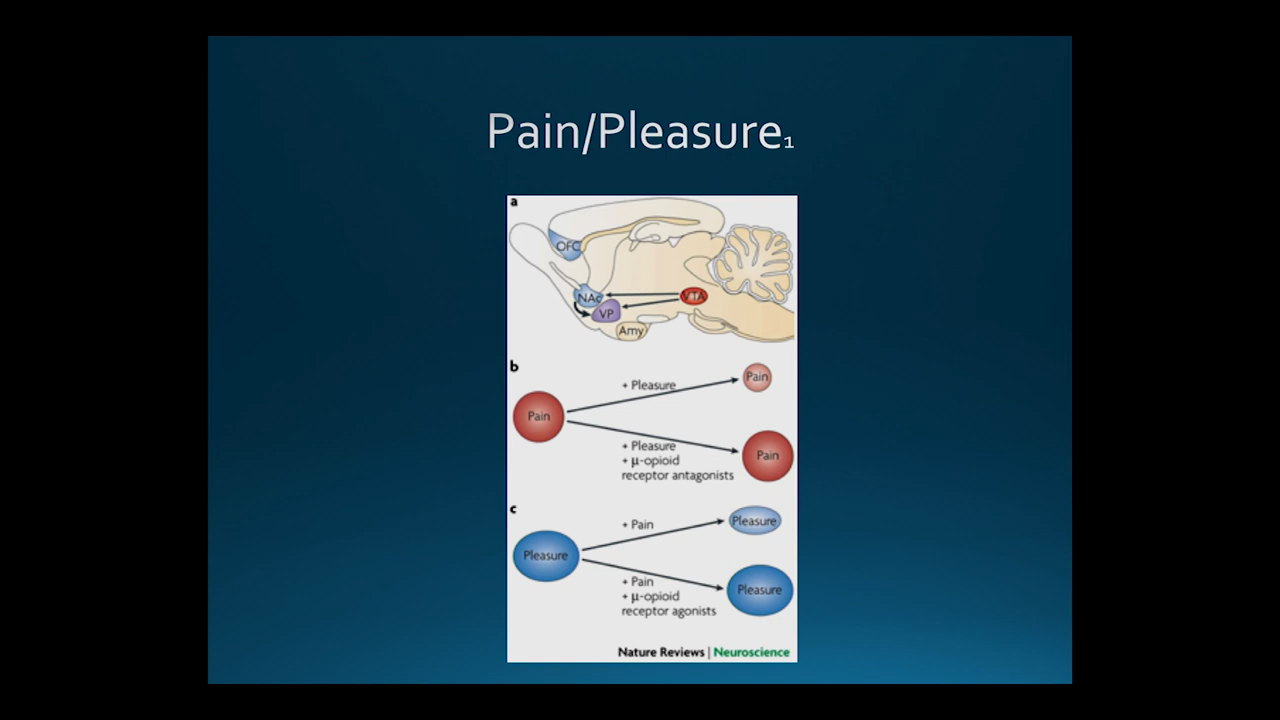 Pain/Pleasure₁
a
OFC
NAc
VTA
VP
Amy
b
+ Pleasure
Pain
Pain
+ Pleasure
+ μ-opioid
receptor antagonists
Pain
c
+ Pain
Pleasure
Pleasure
+ Pain
+ μ-opioid
receptor agonists
Pleasure
Nature Reviews | Neuroscience